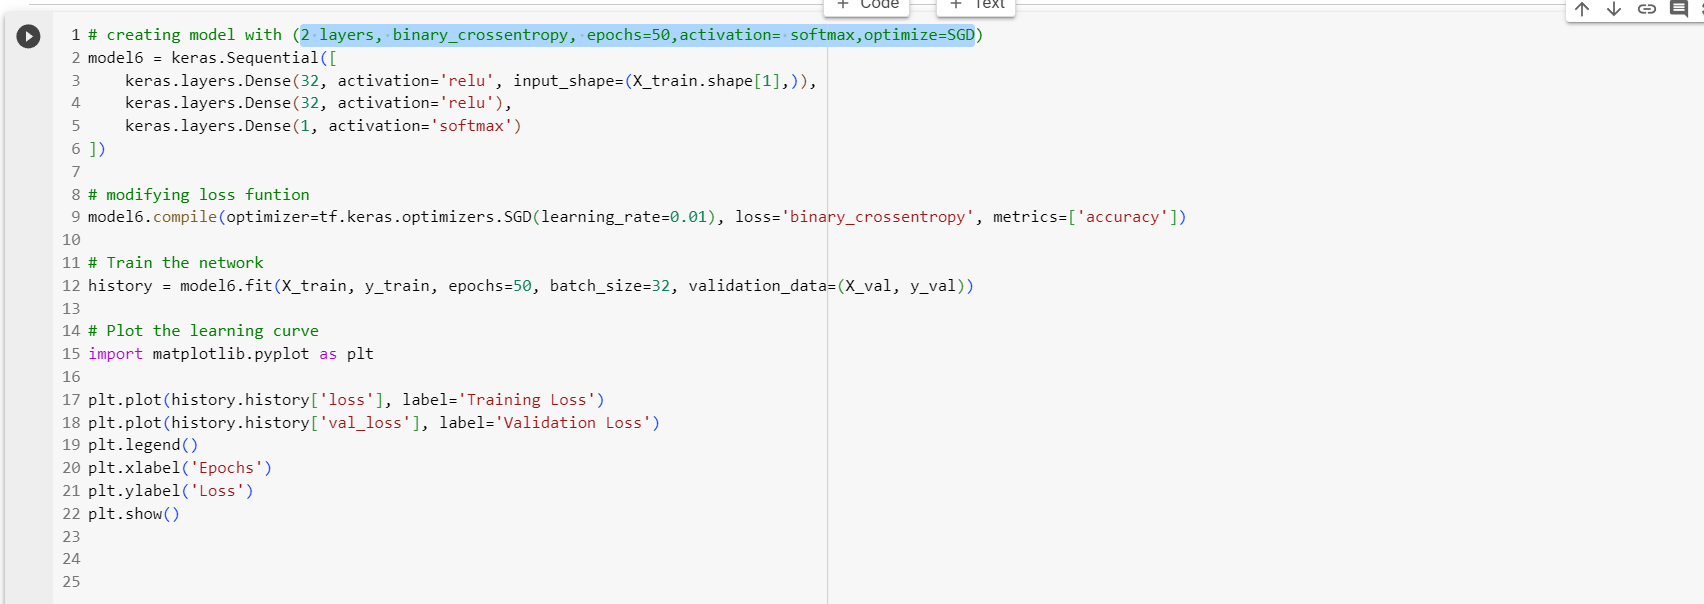 + Code + Text
1 # creating model with (2 layers, binary_crossentropy, epochs=50,activation= softmax,optimize=SGD)
2 model6 = keras.Sequential([
3     keras.layers.Dense(32, activation='relu', input_shape=(X_train.shape[1],)),
4     keras.layers.Dense(32, activation='relu'),
5     keras.layers.Dense(1, activation='softmax')
6 ])
7
8 # modifying loss funtion
9 model6.compile(optimizer=tf.keras.optimizers.SGD(learning_rate=0.01), loss='binary_crossentropy', metrics=['accuracy'])
10
11 # Train the network
12 history = model6.fit(X_train, y_train, epochs=50, batch_size=32, validation_data=(X_val, y_val))
13
14 # Plot the learning curve
15 import matplotlib.pyplot as plt
16
17 plt.plot(history.history['loss'], label='Training Loss')
18 plt.plot(history.history['val_loss'], label='Validation Loss')
19 plt.legend()
20 plt.xlabel('Epochs')
21 plt.ylabel('Loss')
22 plt.show()
23
24
25